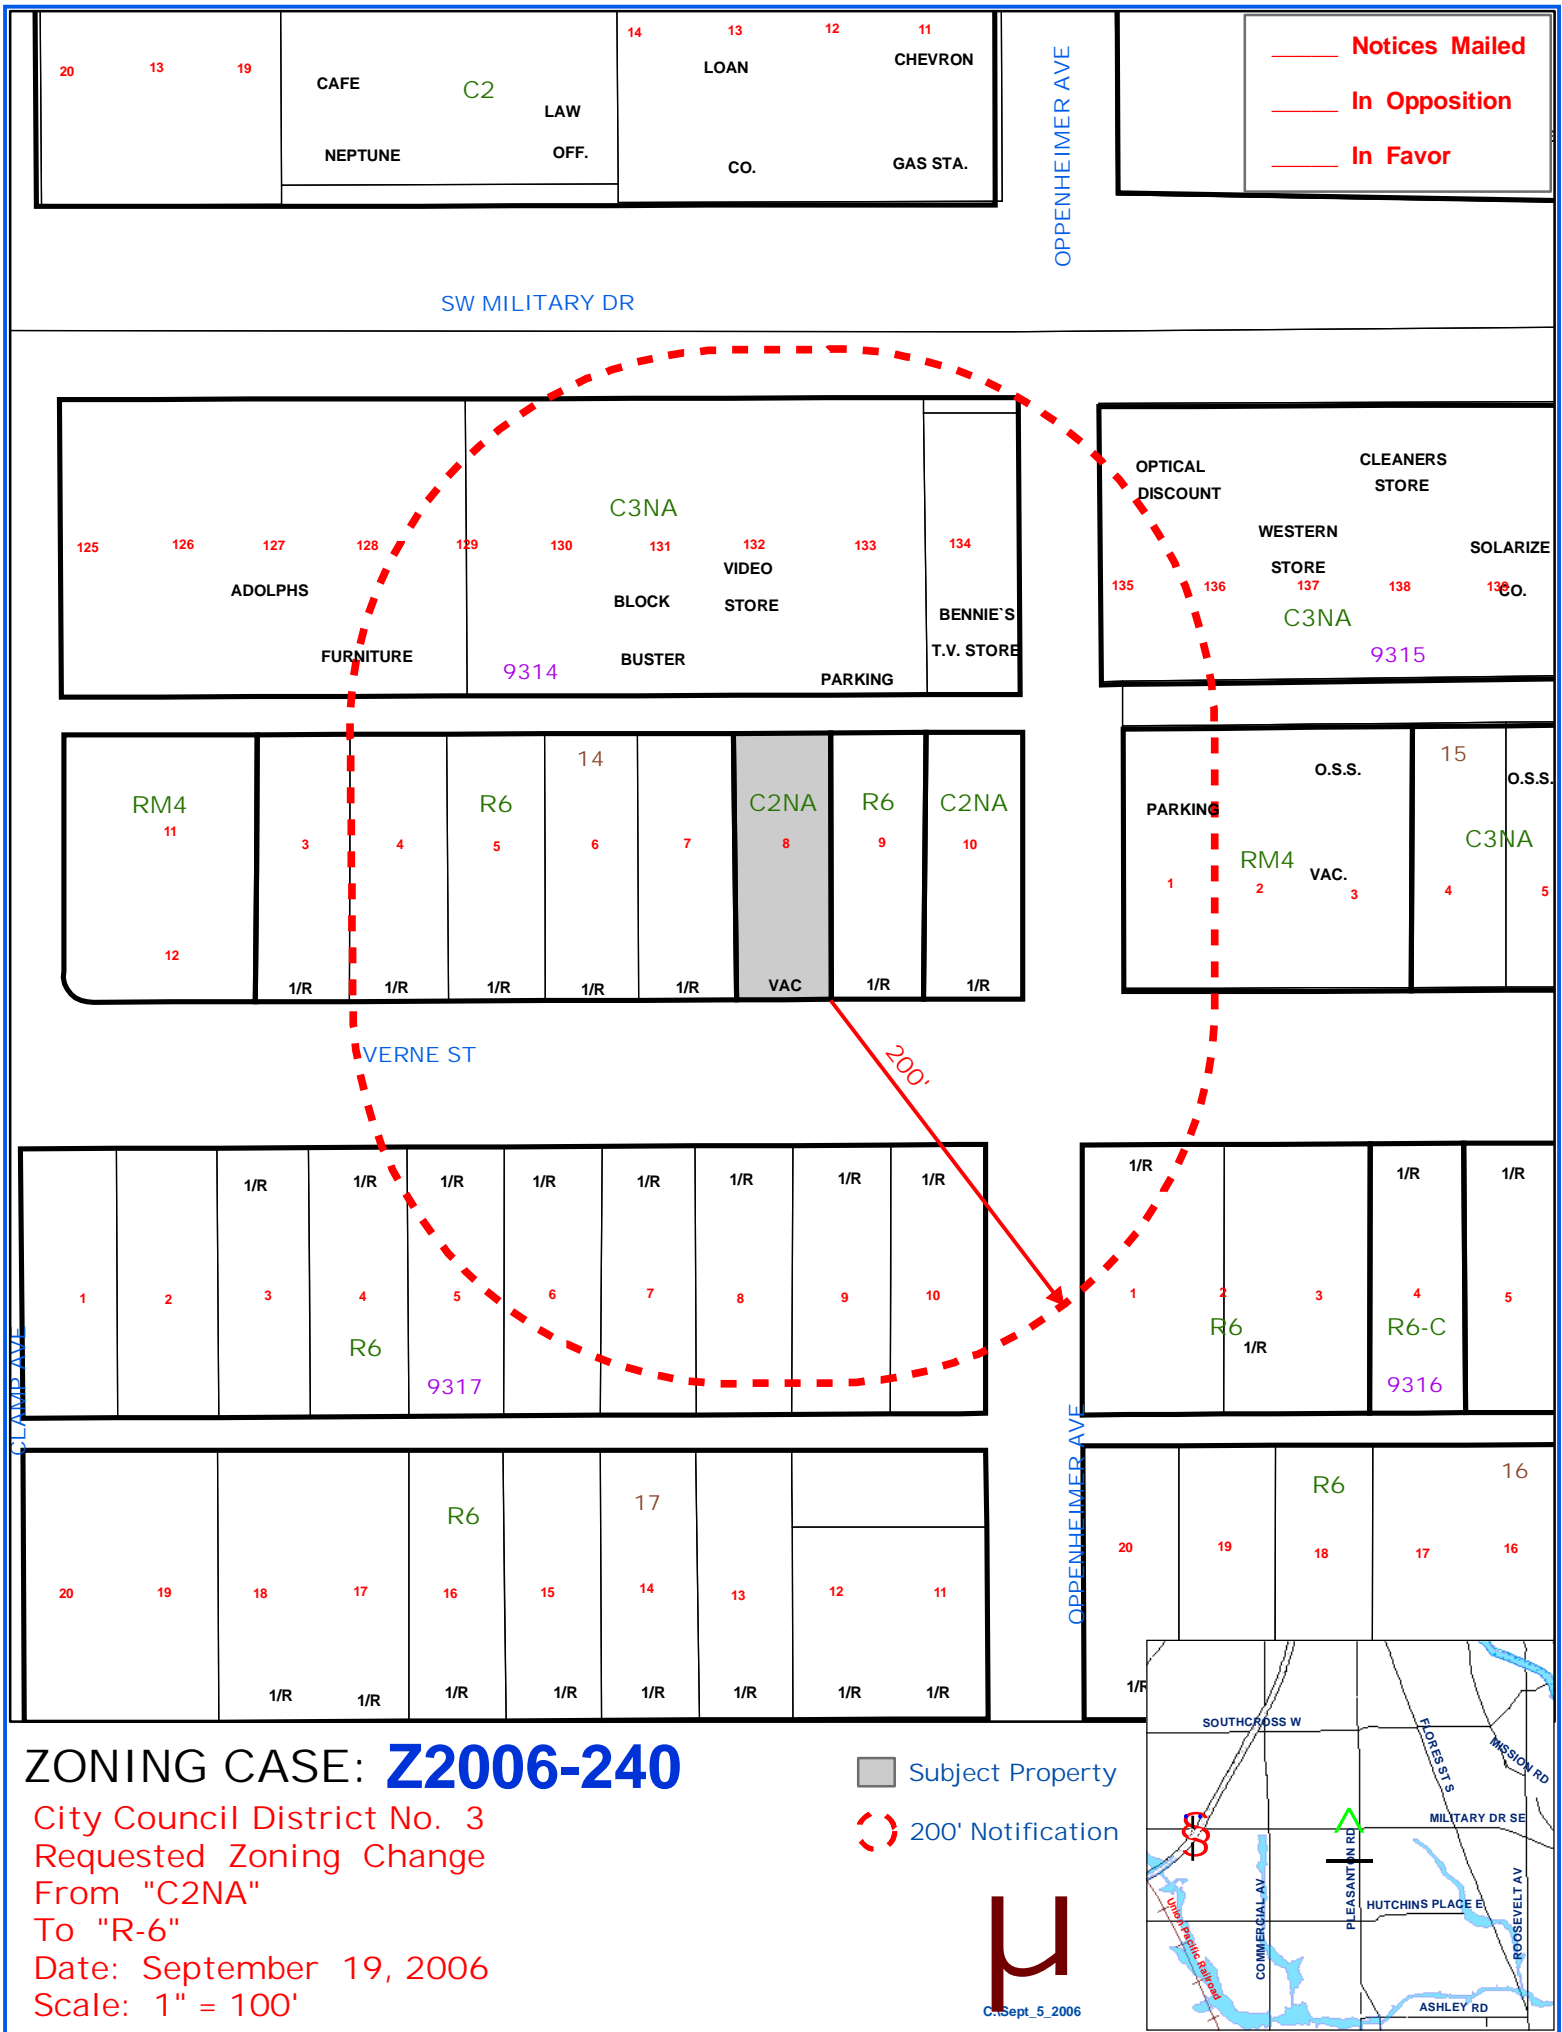 14 13 12 11
20 13 19
CAFE C2 LAW LOAN CHEVRON
NEPTUNE OFF. CO. GAS STA.
OPPENHEIMER AVE
_____ Notices Mailed
_____ In Opposition
_____ In Favor
SW MILITARY DR
C3NA
125 126 127 128 129 130 131 132 133 134
ADOLPHS
FURNITURE
BLOCK
BUSTER
VIDEO
STORE
PARKING
BENNIE`S
T.V. STORE
9314
OPTICAL
DISCOUNT
CLEANERS
STORE
WESTERN
STORE
SOLARIZE
CO.
135 136 137 138 139
C3NA
9315
14
RM4 R6 C2NA R6 C2NA
11 3 4 5 6 7 8 9 10
12
1/R 1/R 1/R 1/R 1/R VAC 1/R 1/R
15
O.S.S. O.S.S.
PARKING
RM4 VAC. C3NA
1 2 3 4 5
VERNE ST
200'
1/R 1/R 1/R 1/R 1/R 1/R 1/R 1/R
1 2 3 4 5 6 7 8 9 10
R6
9317
1/R 1/R 1/R
1 2 3 4 5
R6 1/R R6-C
9316
CLAMP AVE
OPPENHEIMER AVE
R6 17
20 19 18 17 16 15 14 13 12 11
1/R 1/R 1/R 1/R 1/R 1/R 1/R 1/R
R6 16
20 19 18 17 16
1/R
ZONING CASE: Z2006-240
City Council District No. 3
Requested Zoning Change
From "C2NA"
To "R-6"
Date: September 19, 2006
Scale: 1" = 100'
Subject Property
200' Notification
µ
C:\Sept_5_2006
SOUTHCROSS W
FLORES ST S
MISSION RD
MILITARY DR SE
PLEASANTON RD
HUTCHINS PLACE E
COMMERCIAL AV
ROOSEVELT AV
Union Pacific Railroad
ASHLEY RD